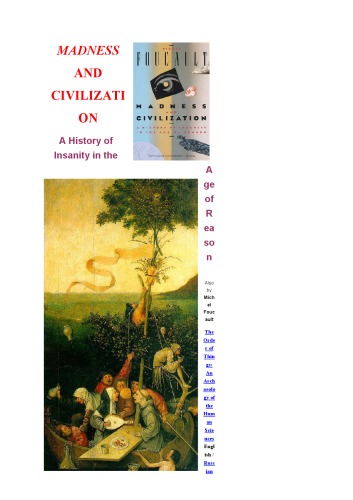 MADNESS
AND
CIVILIZATI
ON
A History of
Insanity in the
FOUCAULT
MADNESS
AND
CIVILIZATION
A
ge
of
R
ea
so
n
Also
by
Mich
el
Fouc
ault
The
Orde
r of
Thin
gs:
An
Arch
aeolo
gy of
the
Hum
an
Scie
nces
Engl
ish /
Russ
ian